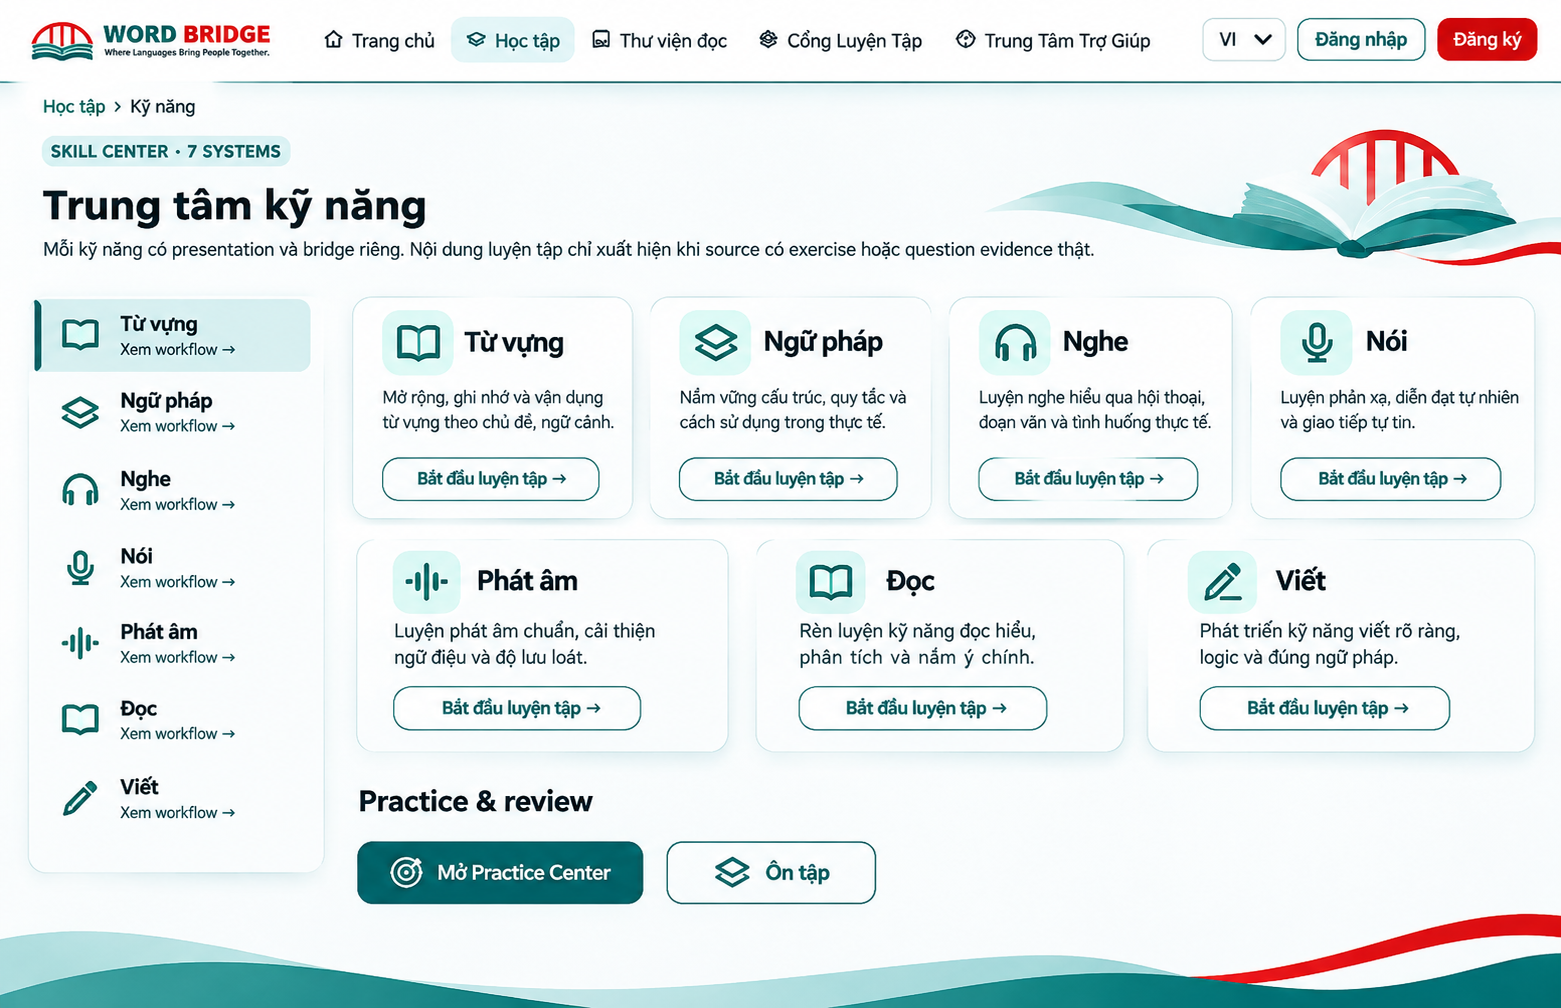 WORD BRIDGE
Where Languages Bring People Together.
Trang chủ
Học tập
Thư viện đọc
Cổng Luyện Tập
Trung Tâm Trợ Giúp
VI
Đăng nhập
Đăng ký
Học tập › Kỹ năng
SKILL CENTER · 7 SYSTEMS
Trung tâm kỹ năng
Mỗi kỹ năng có presentation và bridge riêng. Nội dung luyện tập chỉ xuất hiện khi source có exercise hoặc question evidence thật.
Từ vựng
Xem workflow →
Ngữ pháp
Xem workflow →
Nghe
Xem workflow →
Nói
Xem workflow →
Phát âm
Xem workflow →
Đọc
Xem workflow →
Viết
Xem workflow →
Từ vựng
Mở rộng, ghi nhớ và vận dụng
từ vựng theo chủ đề, ngữ cảnh.
Bắt đầu luyện tập →
Ngữ pháp
Nắm vững cấu trúc, quy tắc và
cách sử dụng trong thực tế.
Bắt đầu luyện tập →
Nghe
Luyện nghe hiểu qua hội thoại,
đoạn văn và tình huống thực tế.
Bắt đầu luyện tập →
Nói
Luyện phản xạ, diễn đạt tự nhiên
và giao tiếp tự tin.
Bắt đầu luyện tập →
Phát âm
Luyện phát âm chuẩn, cải thiện
ngữ điệu và độ lưu loát.
Bắt đầu luyện tập →
Đọc
Rèn luyện kỹ năng đọc hiểu,
phân tích và nắm ý chính.
Bắt đầu luyện tập →
Viết
Phát triển kỹ năng viết rõ ràng,
logic và đúng ngữ pháp.
Bắt đầu luyện tập →
Practice & review
Mở Practice Center
Ôn tập